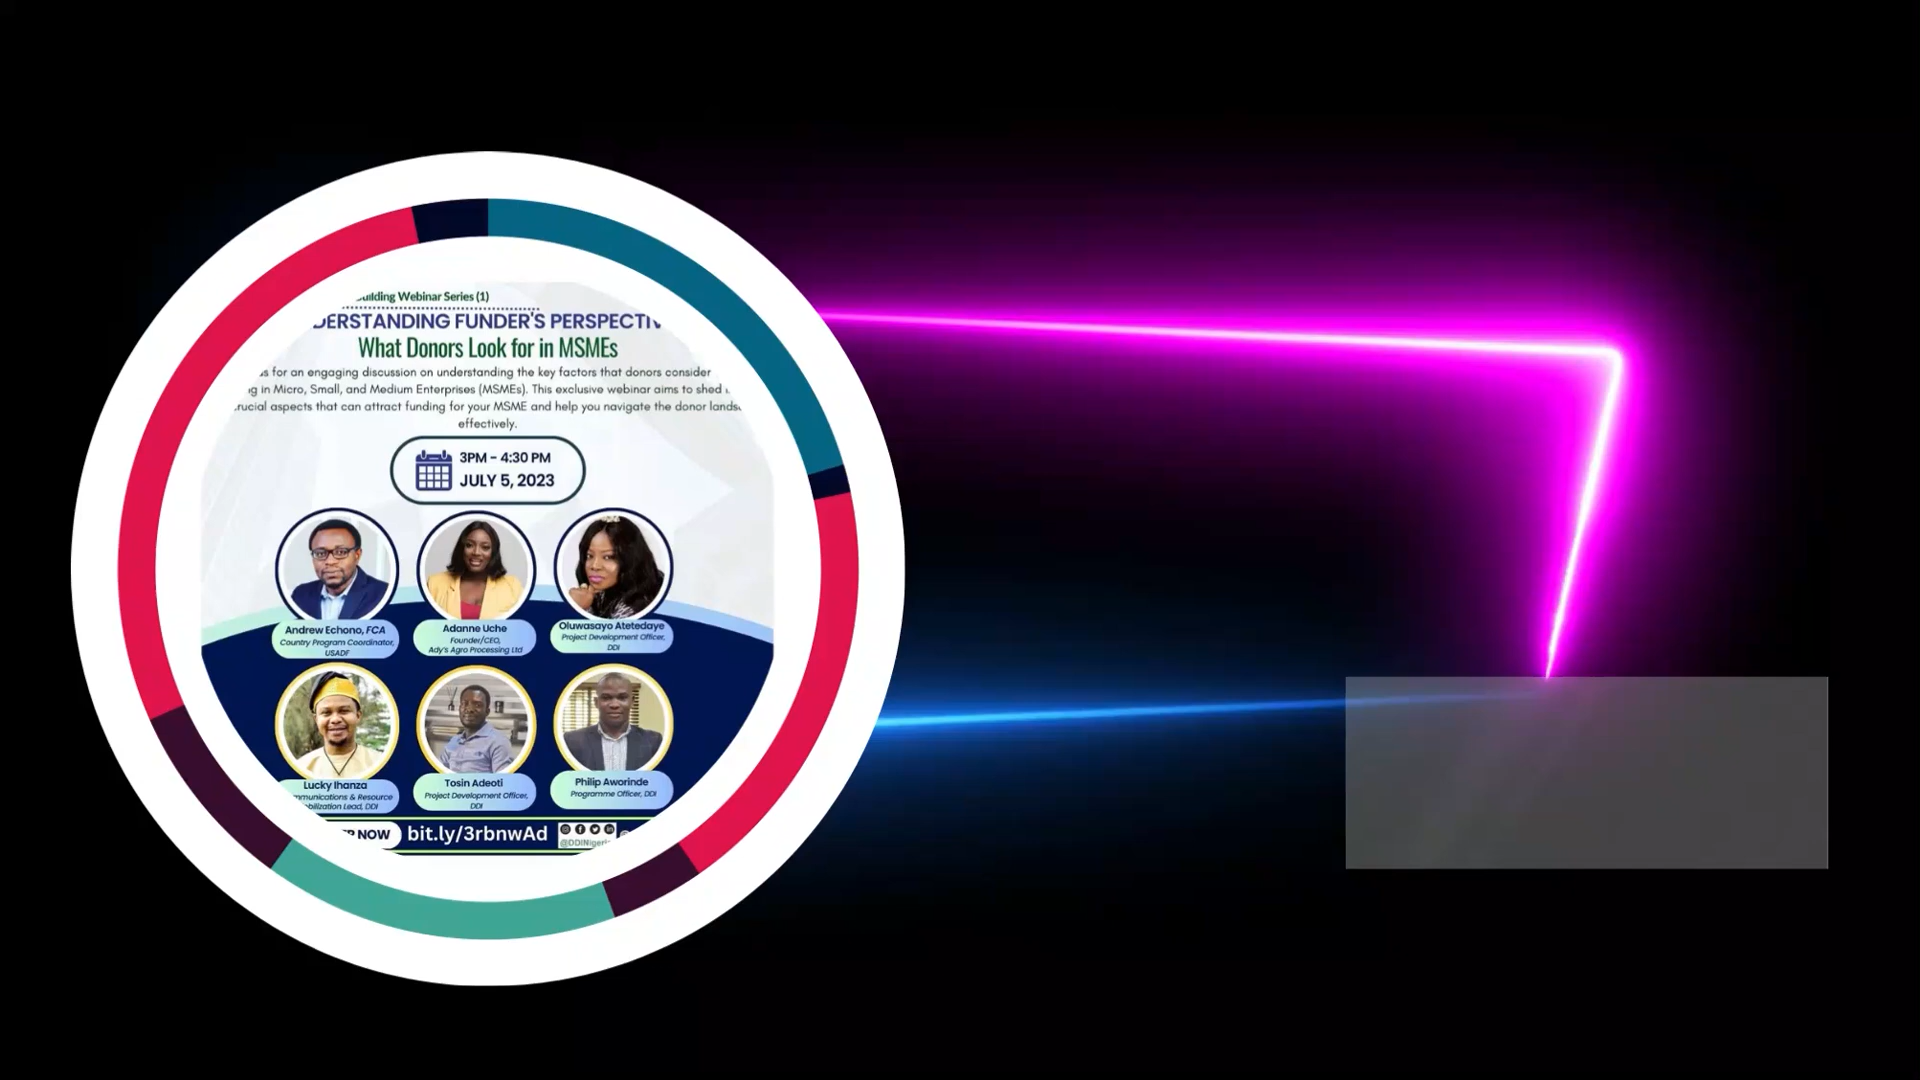 Building Webinar Series (1)
DERSTANDING FUNDER'S PERSPECTIV
What Donors Look for in MSMEs
us for an engaging discussion on understanding the key factors that donors consider
in Micro, Small, and Medium Enterprises (MSMEs). This exclusive webinar aims to shed
crucial aspects that can attract funding for your MSME and help you navigate the donor
effectively.
3PM - 4:30 PM
JULY 5, 2023
Andrew Echono, FCA
Country Program Coordinator,
USADF
Adanne Uche
Founder/CEO,
Ady's Agro Processing Ltd
Oluwasayo Atetedaye
Project Development Officer,
DDI
Lucky Ihanza
mmunications & Resource
obilization Lead, DDI
Tosin Adeoti
Project Development Officer,
DDI
Philip Aworinde
Programme Officer, DDI
NOW
bit.ly/3rbnwAd
@DDINigeria